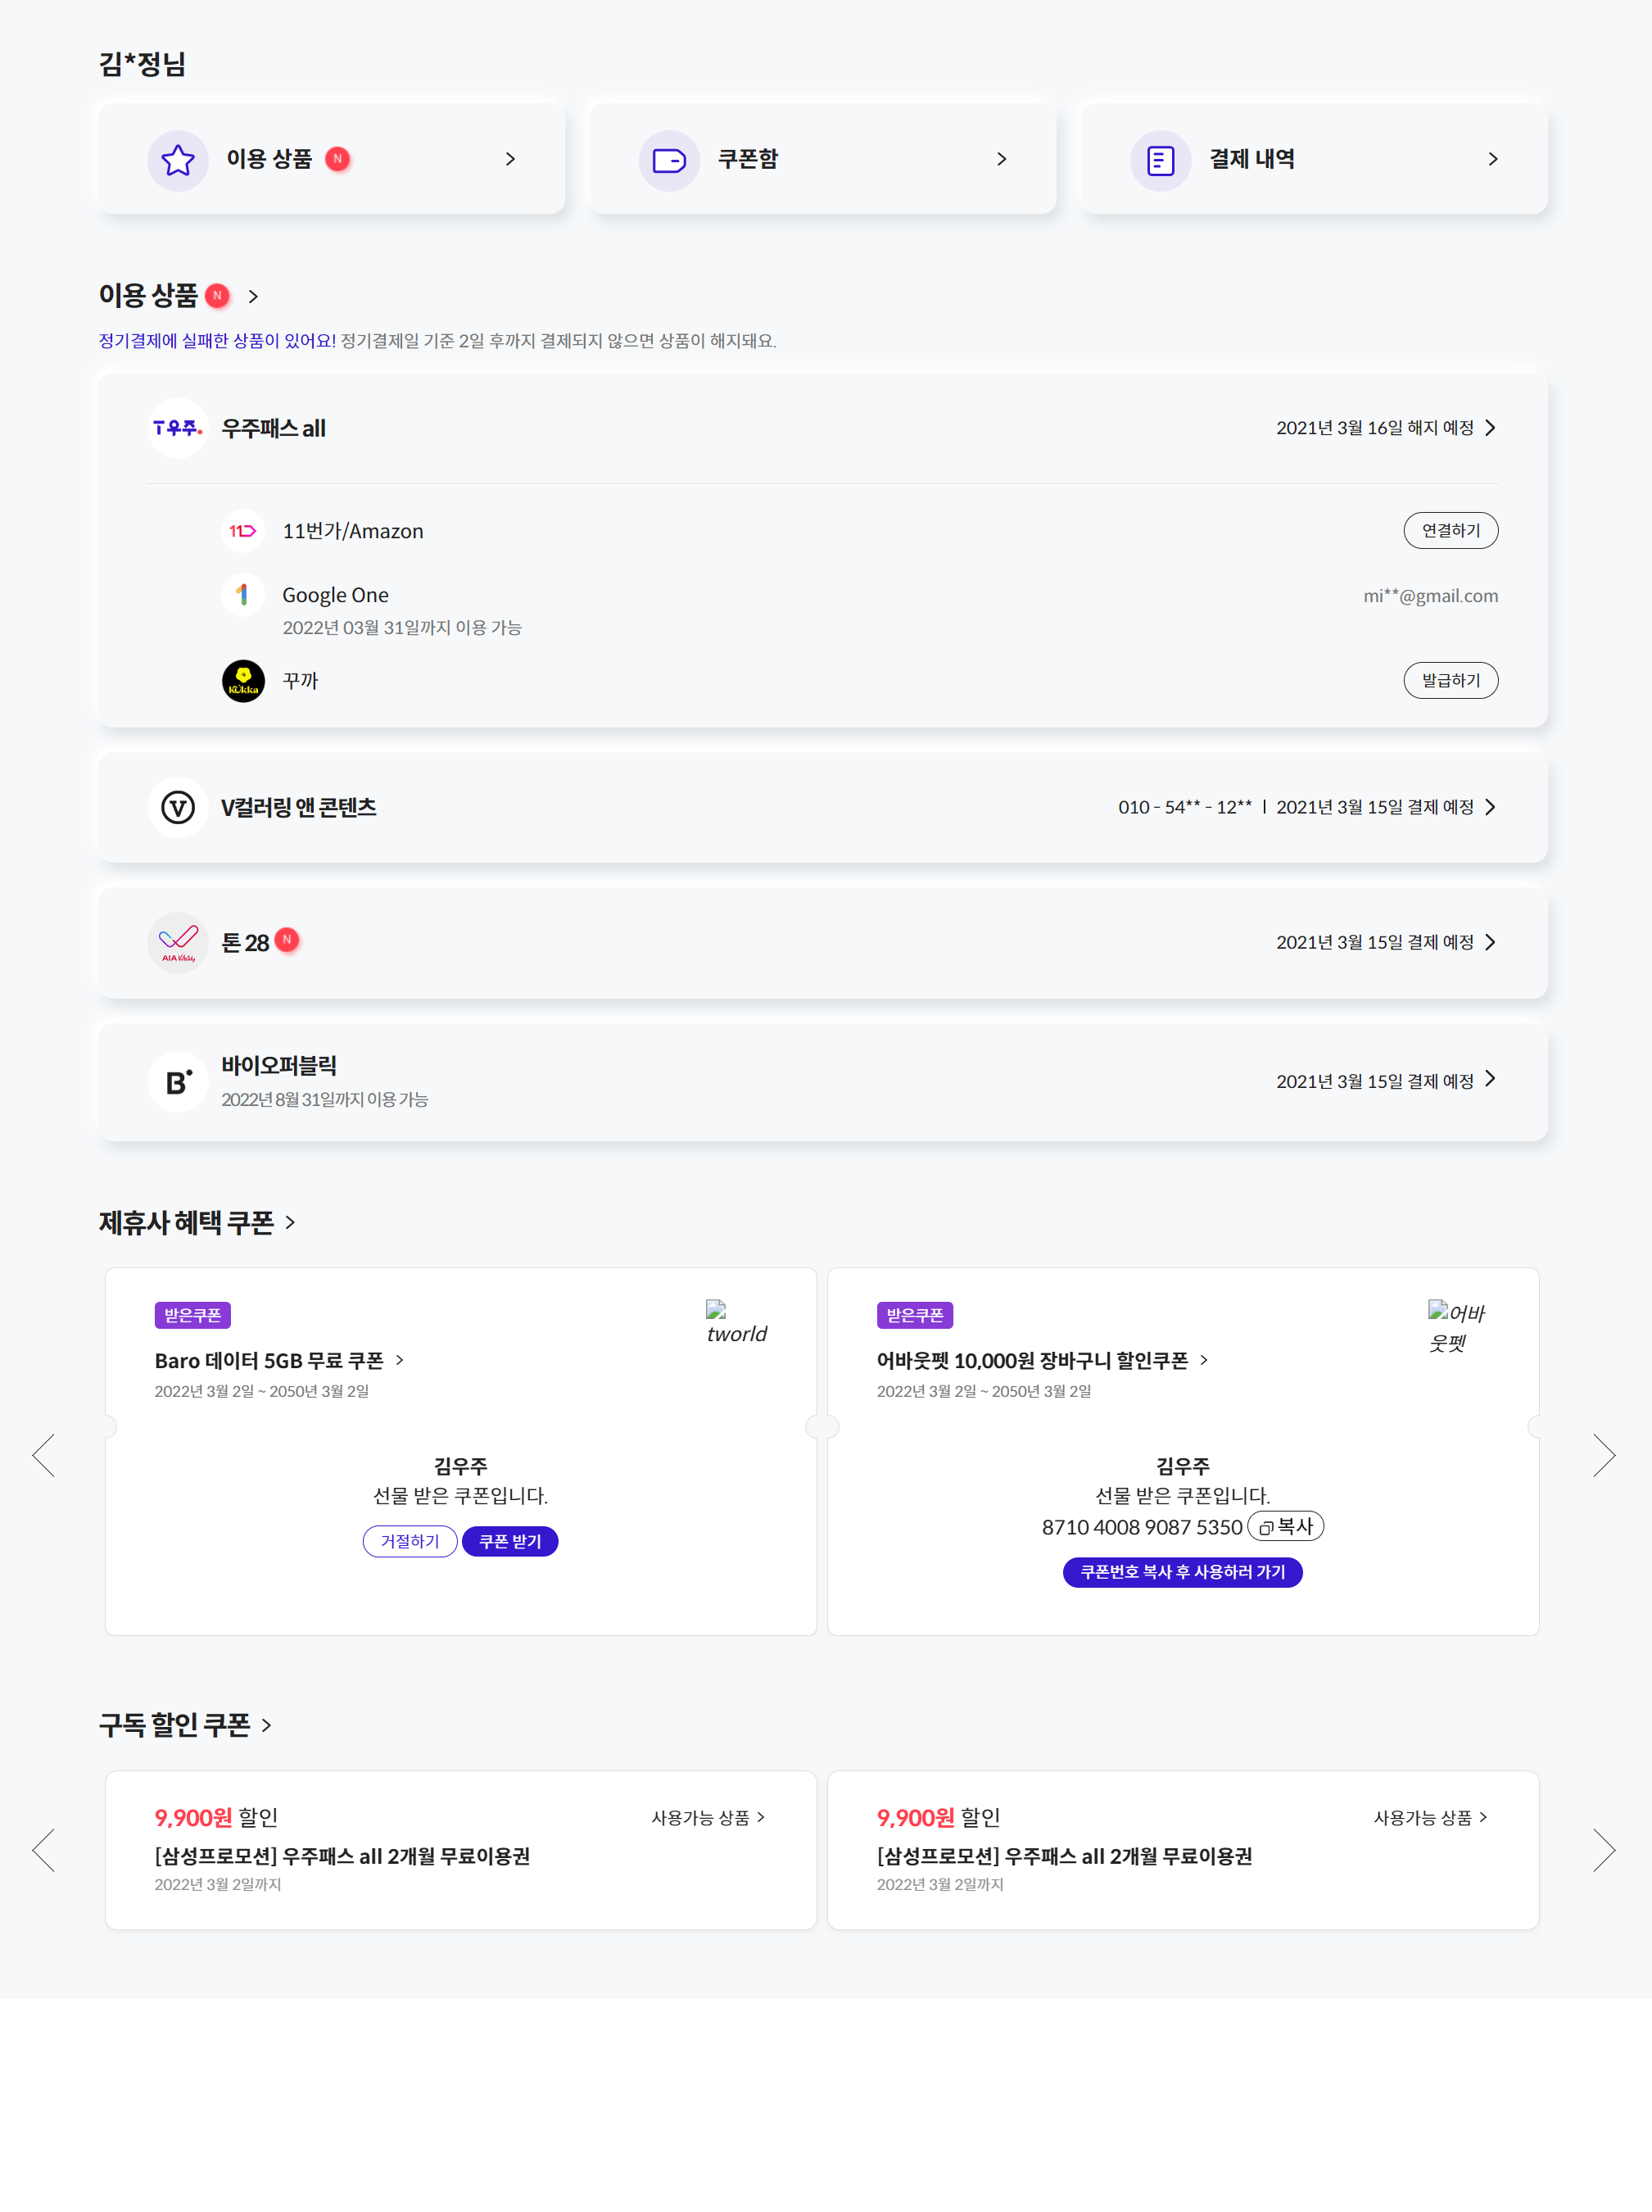 김*정님
이용 상품 N
쿠폰함
결제 내역
이용 상품 N
정기결제에 실패한 상품이 있어요! 정기결제일 기준 2일 후까지 결제되지 않으면 상품이 해지돼요.
T우주 우주패스 all 2021년 3월 16일 해지 예정
11 11번가/Amazon 연결하기
1 Google One mi**@gmail.com
2022년 03월 31일까지 이용 가능
Kukka 꾸까 발급하기
V V컬러링 앤 콘텐츠 010 - 54** - 12** | 2021년 3월 15일 결제 예정
AIA Vitality 톤 28 N 2021년 3월 15일 결제 예정
B 바이오퍼블릭 2021년 3월 15일 결제 예정
2022년 8월 31일까지 이용 가능
제휴사 혜택 쿠폰
받은쿠폰
tworld
Baro 데이터 5GB 무료 쿠폰
2022년 3월 2일 ~ 2050년 3월 2일
김우주
선물 받은 쿠폰입니다.
거절하기 쿠폰 받기
받은쿠폰
어바
웃펫
어바웃펫 10,000원 장바구니 할인쿠폰
2022년 3월 2일 ~ 2050년 3월 2일
김우주
선물 받은 쿠폰입니다.
8710 4008 9087 5350 복사
쿠폰번호 복사 후 사용하러 가기
구독 할인 쿠폰
9,900원 할인 사용가능 상품
[삼성프로모션] 우주패스 all 2개월 무료이용권
2022년 3월 2일까지
9,900원 할인 사용가능 상품
[삼성프로모션] 우주패스 all 2개월 무료이용권
2022년 3월 2일까지